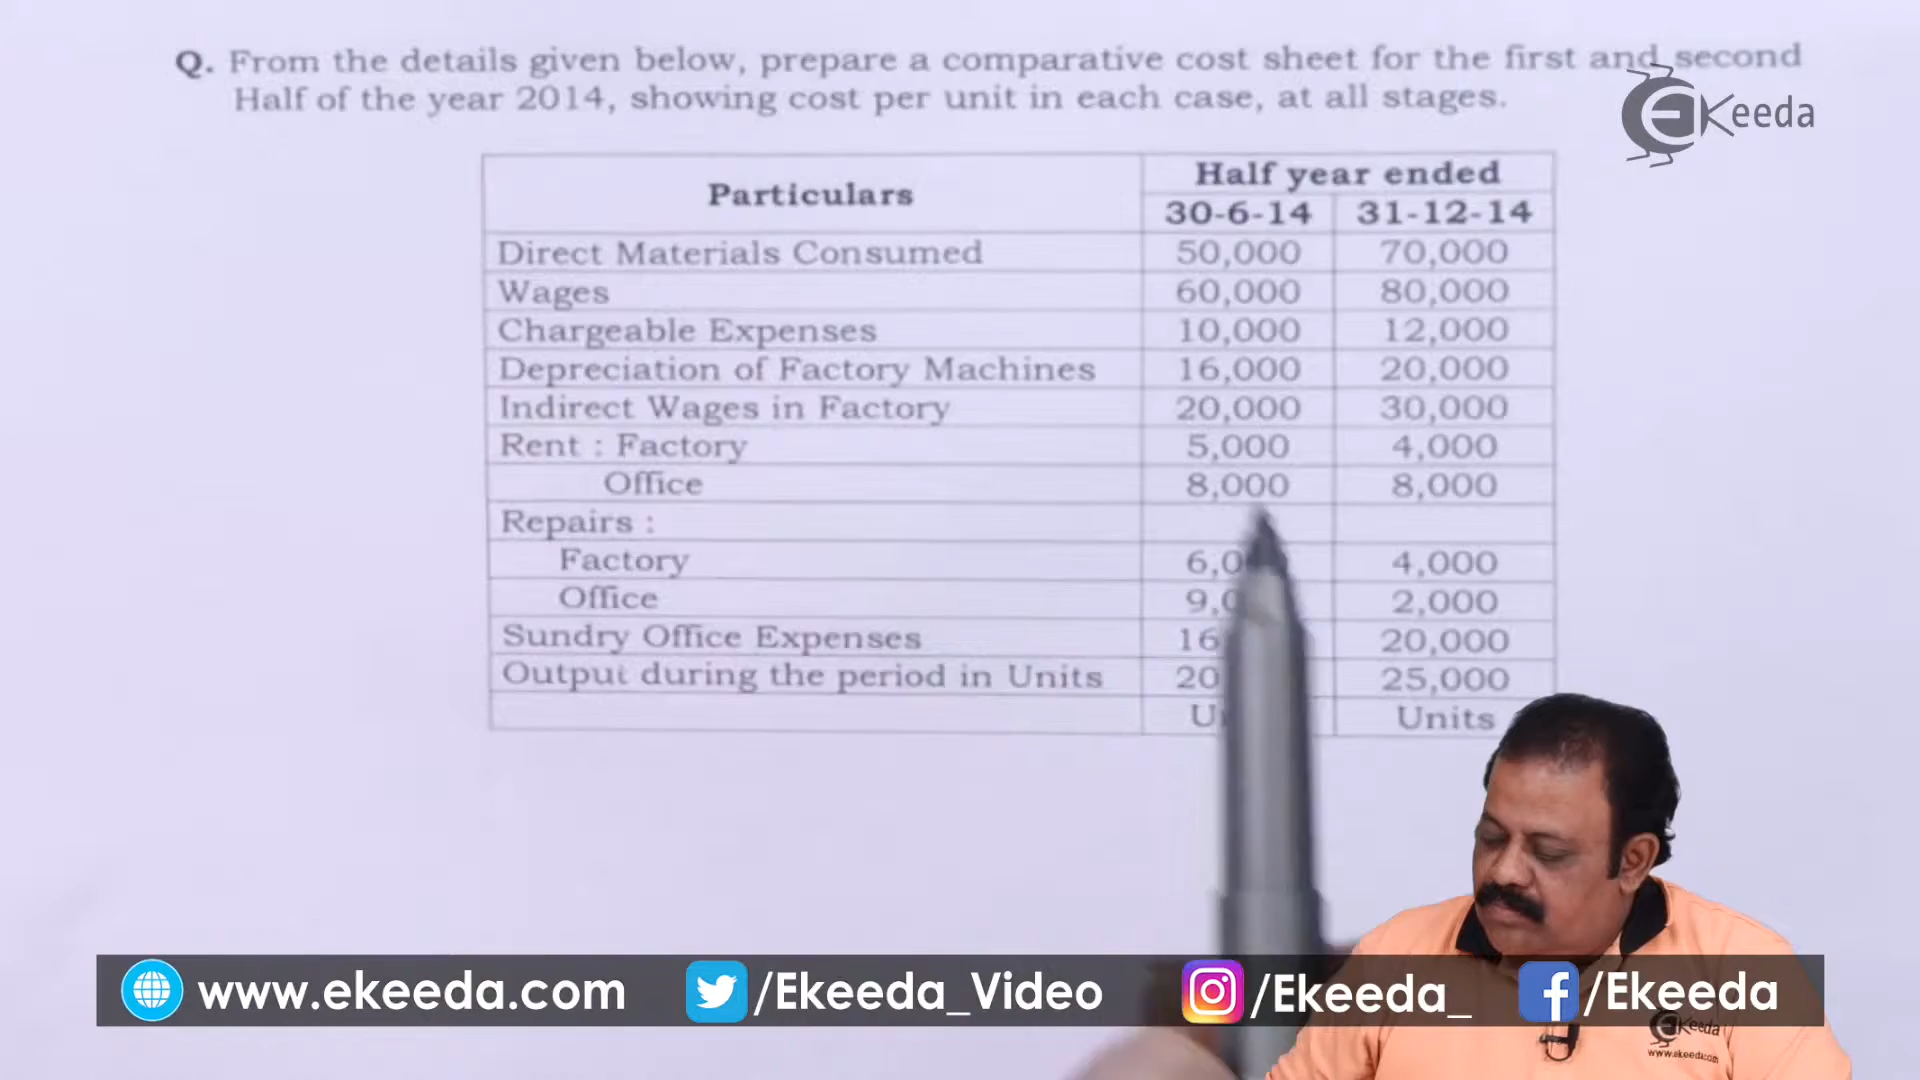 Q. From the details given below, prepare a comparative cost sheet for the first and second
Half of the year 2014, showing cost per unit in each case, at all stages.
Keeda
Particulars Half year ended
30-6-14 31-12-14
Direct Materials Consumed 50,000 70,000
Wages 60,000 80,000
Chargeable Expenses 10,000 12,000
Depreciation of Factory Machines 16,000 20,000
Indirect Wages in Factory 20,000 30,000
Rent : Factory 5,000 4,000
Office 8,000 8,000
Repairs :
Factory 4,000
Office 2,000
Sundry Office Expenses 20,000
Output during the period in Units 25,000
Units
www.ekeeda.com /Ekeeda_Video /Ekeeda_ /Ekeeda
Keeda
www.ekeeda.com